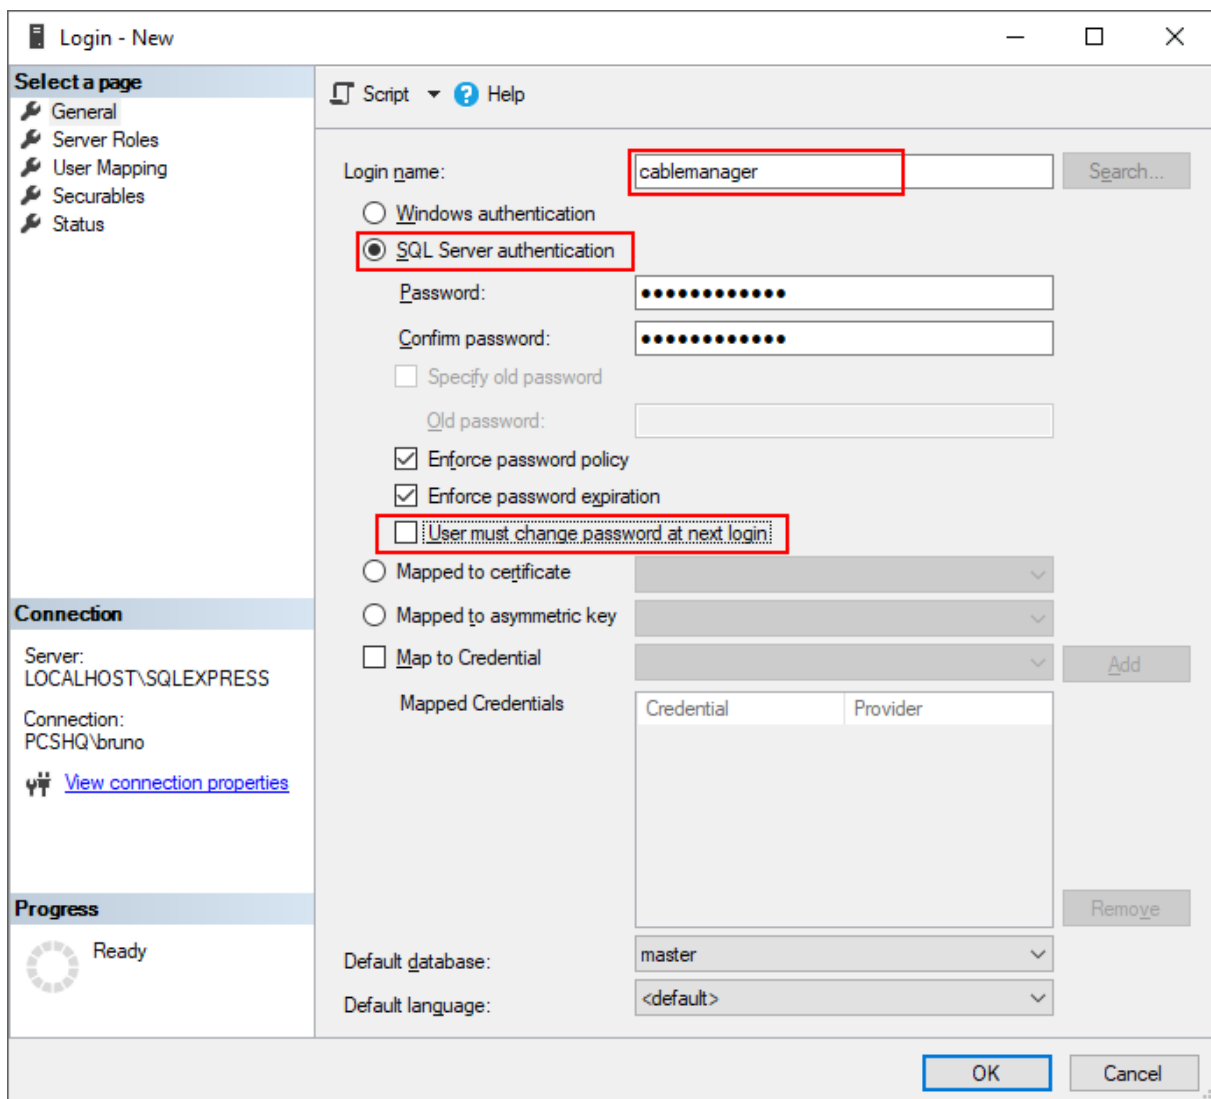 Login - New
Select a page
General
Server Roles
User Mapping
Securables
Status
Connection
Server:
LOCALHOST\SQLEXPRESS
Connection:
PCSHQ\bruno
View connection properties
Progress
Ready
Script
Help
Login name:
cablemanager
Search...
Windows authentication
SQL Server authentication
Password:
●●●●●●●●●●●●
Confirm password:
●●●●●●●●●●●●
Specify old password
Old password:
Enforce password policy
Enforce password expiration
User must change password at next login
Mapped to certificate
Mapped to asymmetric key
Map to Credential
Add
Mapped Credentials
Credential Provider
Remove
Default database:
master
Default language:
<default>
OK
Cancel